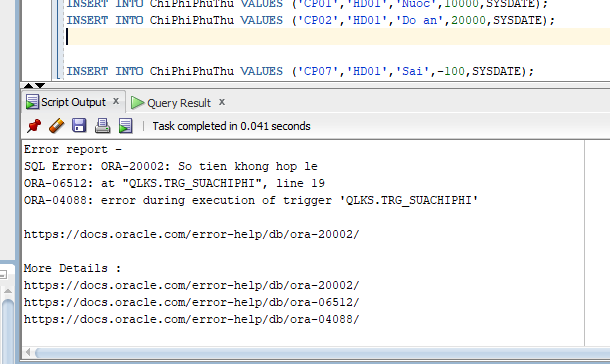 INSERT INTO ChiPhiPhuThu VALUES ('CP01','HD01','Nuoc',10000,SYSDATE);
INSERT INTO ChiPhiPhuThu VALUES ('CP02','HD01','Do an',20000,SYSDATE);
INSERT INTO ChiPhiPhuThu VALUES ('CP07','HD01','Sai',-100,SYSDATE);
Script Output x Query Result x
Task completed in 0.041 seconds
Error report -
SQL Error: ORA-20002: So tien khong hop le
ORA-06512: at "QLKS.TRG_SUACHIPHI", line 19
ORA-04088: error during execution of trigger 'QLKS.TRG_SUACHIPHI'
https://docs.oracle.com/error-help/db/ora-20002/
More Details :
https://docs.oracle.com/error-help/db/ora-20002/
https://docs.oracle.com/error-help/db/ora-06512/
https://docs.oracle.com/error-help/db/ora-04088/